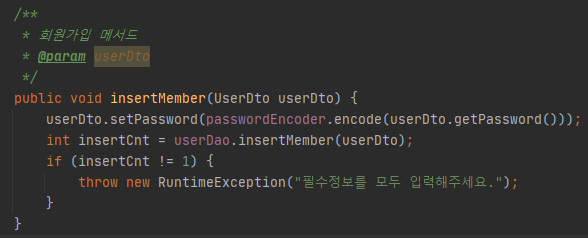 /**
 * 회원가입 메서드
 * @param userDto
 */
public void insertMember(UserDto userDto) {
    userDto.setPassword(passwordEncoder.encode(userDto.getPassword()));
    int insertCnt = userDao.insertMember(userDto);
    if (insertCnt != 1) {
        throw new RuntimeException("필수정보를 모두 입력해주세요.");
    }
}